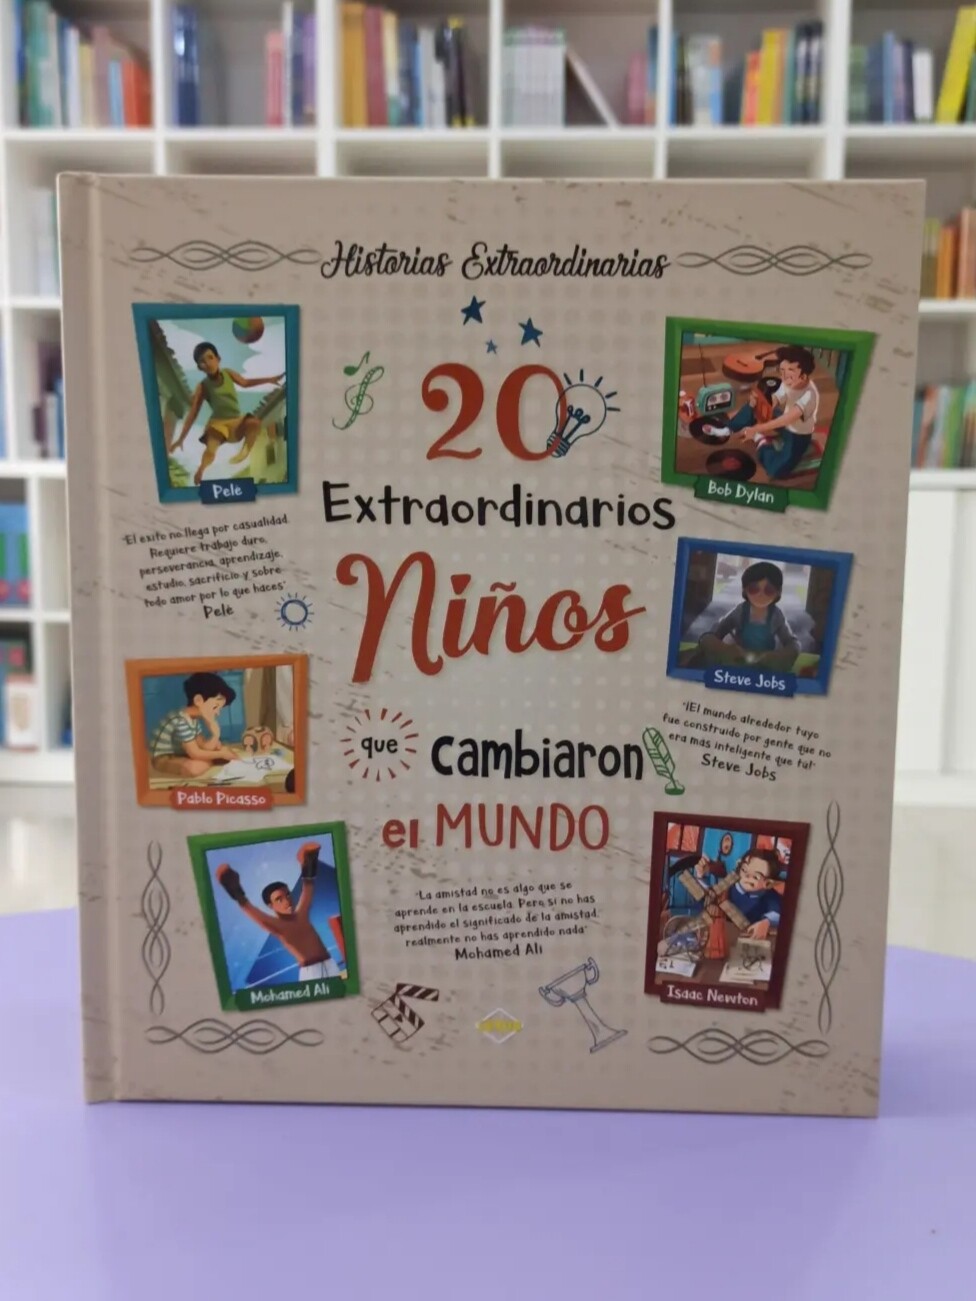 Historias Extraordinarias
20
Extraordinarios
Niños
que cambiaron
el MUNDO
Pele
"El exito no llega por casualidad.
Requiere trabajo duro,
perseverancia, aprendizaje,
estudio, sacrificio y sobre
todo amor por lo que haces"
Pelé
Bob Dylan
Steve Jobs
"¡El mundo alrededor tuyo
fue construido por gente que no
era mas inteligente que tu!"
Steve Jobs
Pablo Picasso
Mohamed Ali
"La amistad no es algo que se
aprende en la escuela. Pero si no has
aprendido el significado de la amistad,
realmente no has aprendido nada"
Mohamed Ali
Isaac Newton